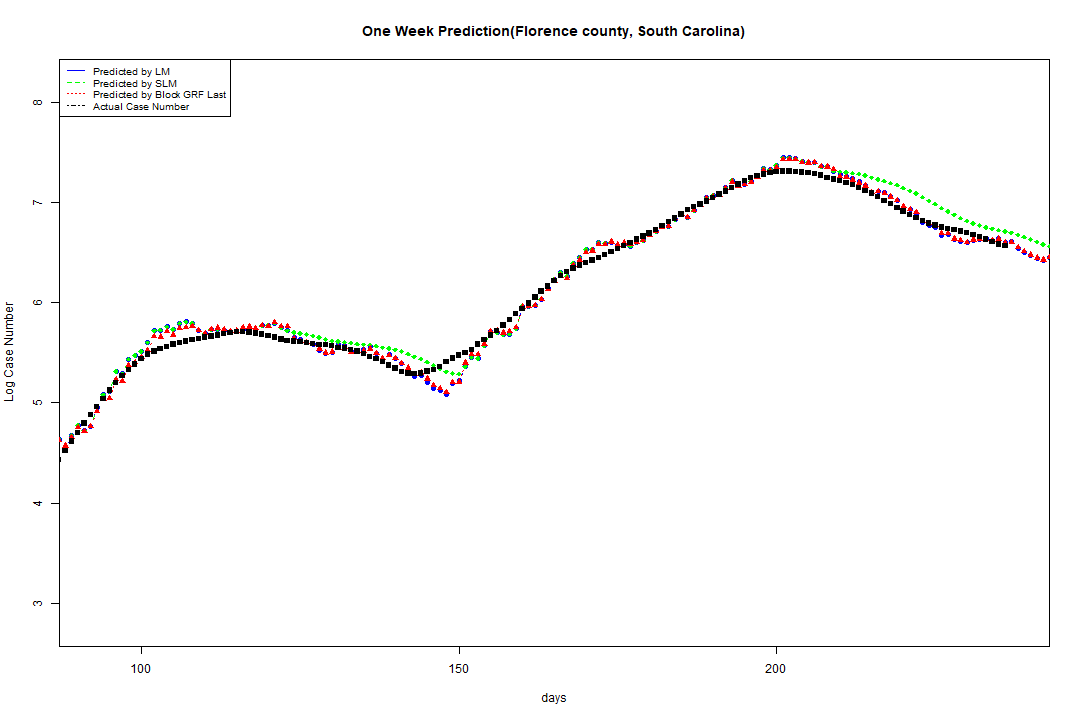 One Week Prediction(Florence county, South Carolina)
Predicted by LM
Predicted by SLM
Predicted by Block GRF Last
Actual Case Number
8
7
6
5
4
3
Log Case Number
100 150 200
days